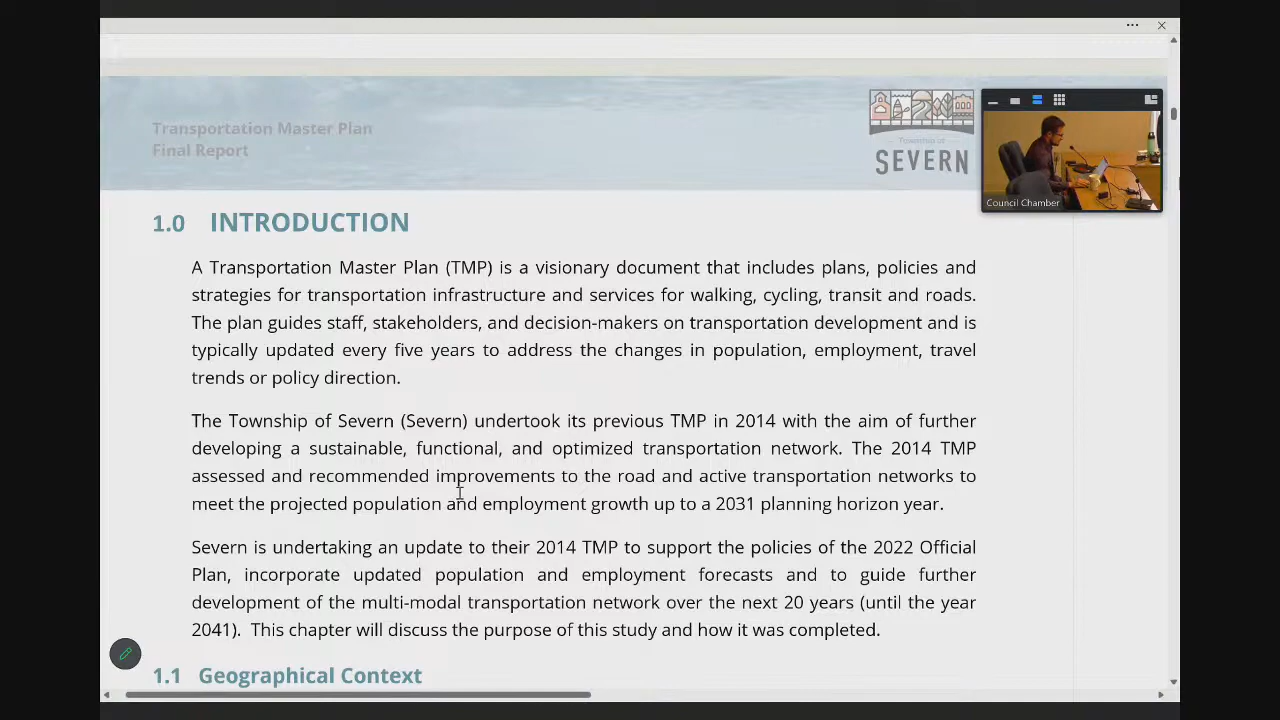 Transportation Master Plan
Final Report
TOWNSHIP OF
SEVERN
Council Chamber
1.0 INTRODUCTION
A Transportation Master Plan (TMP) is a visionary document that includes plans, policies and
strategies for transportation infrastructure and services for walking, cycling, transit and roads.
The plan guides staff, stakeholders, and decision-makers on transportation development and is
typically updated every five years to address the changes in population, employment, travel
trends or policy direction.
The Township of Severn (Severn) undertook its previous TMP in 2014 with the aim of further
developing a sustainable, functional, and optimized transportation network. The 2014 TMP
assessed and recommended improvements to the road and active transportation networks to
meet the projected population and employment growth up to a 2031 planning horizon year.
Severn is undertaking an update to their 2014 TMP to support the policies of the 2022 Official
Plan, incorporate updated population and employment forecasts and to guide further
development of the multi-modal transportation network over the next 20 years (until the year
2041). This chapter will discuss the purpose of this study and how it was completed.
1.1 Geographical Context